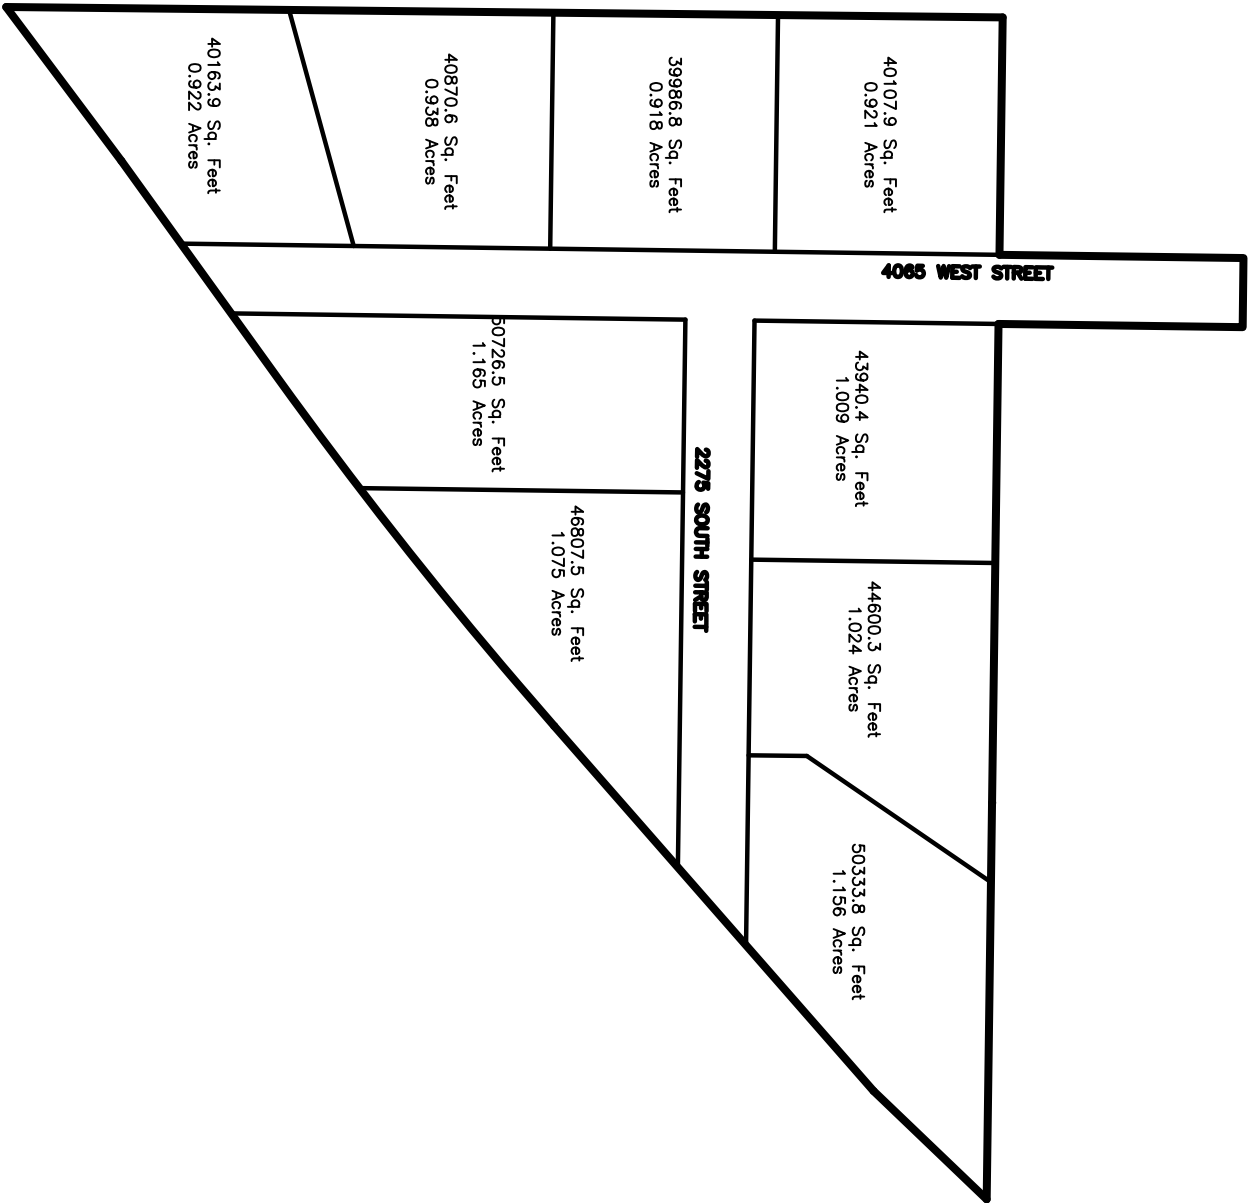 40163.9 Sq. Feet
0.922 Acres
40870.6 Sq. Feet
0.938 Acres
39986.8 Sq. Feet
0.918 Acres
40107.9 Sq. Feet
0.921 Acres
4065 WEST STREET
50726.5 Sq. Feet
1.165 Acres
43940.4 Sq. Feet
1.009 Acres
2275 SOUTH STREET
46807.5 Sq. Feet
1.075 Acres
44600.3 Sq. Feet
1.024 Acres
50333.8 Sq. Feet
1.156 Acres